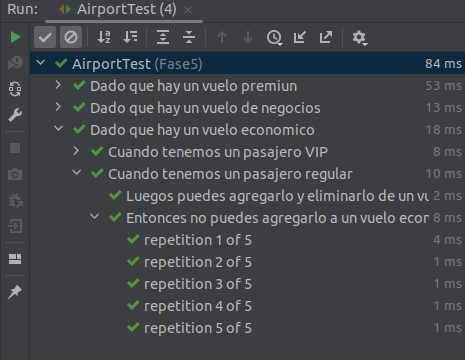 Run: AirportTest (4) ×
AirportTest (Fase5) 84 ms
Dado que hay un vuelo premiun 53 ms
Dado que hay un vuelo de negocios 13 ms
Dado que hay un vuelo economico 18 ms
Cuando tenemos un pasajero VIP 8 ms
Cuando tenemos un pasajero regular 10 ms
Luegos puedes agregarlo y eliminarlo de un vu 2 ms
Entonces no puedes agregarlo a un vuelo econ 8 ms
repetition 1 of 5 4 ms
repetition 2 of 5 1 ms
repetition 3 of 5 1 ms
repetition 4 of 5 1 ms
repetition 5 of 5 1 ms